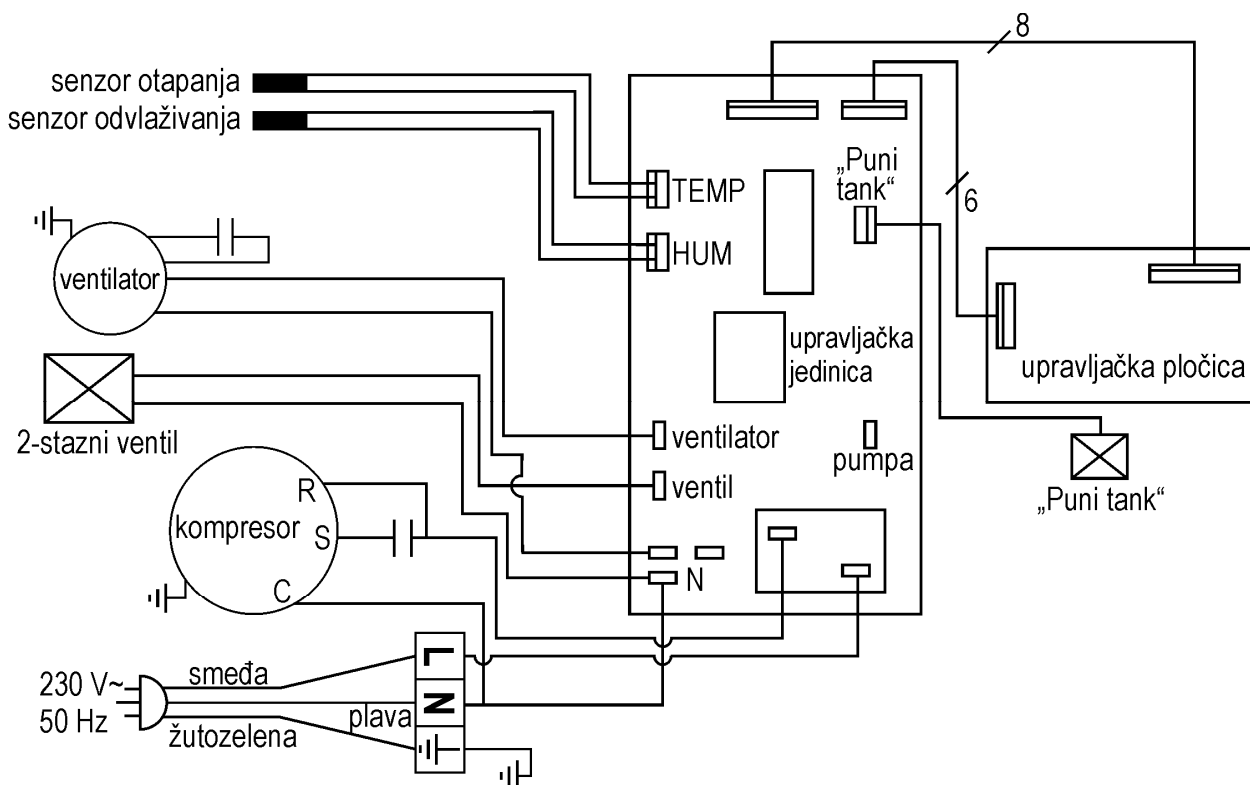 8
senzor otapanja
senzor odvlaživanja
„Puni
tank“
TEMP
6
HUM
ventilator
upravljačka
jedinica
upravljačka pločica
2-stazni ventil
ventilator
pumpa
R
ventil
„Puni tank“
kompresor
S
N
C
L
smeđa
230 V~
N
plava
50 Hz
žutozelena